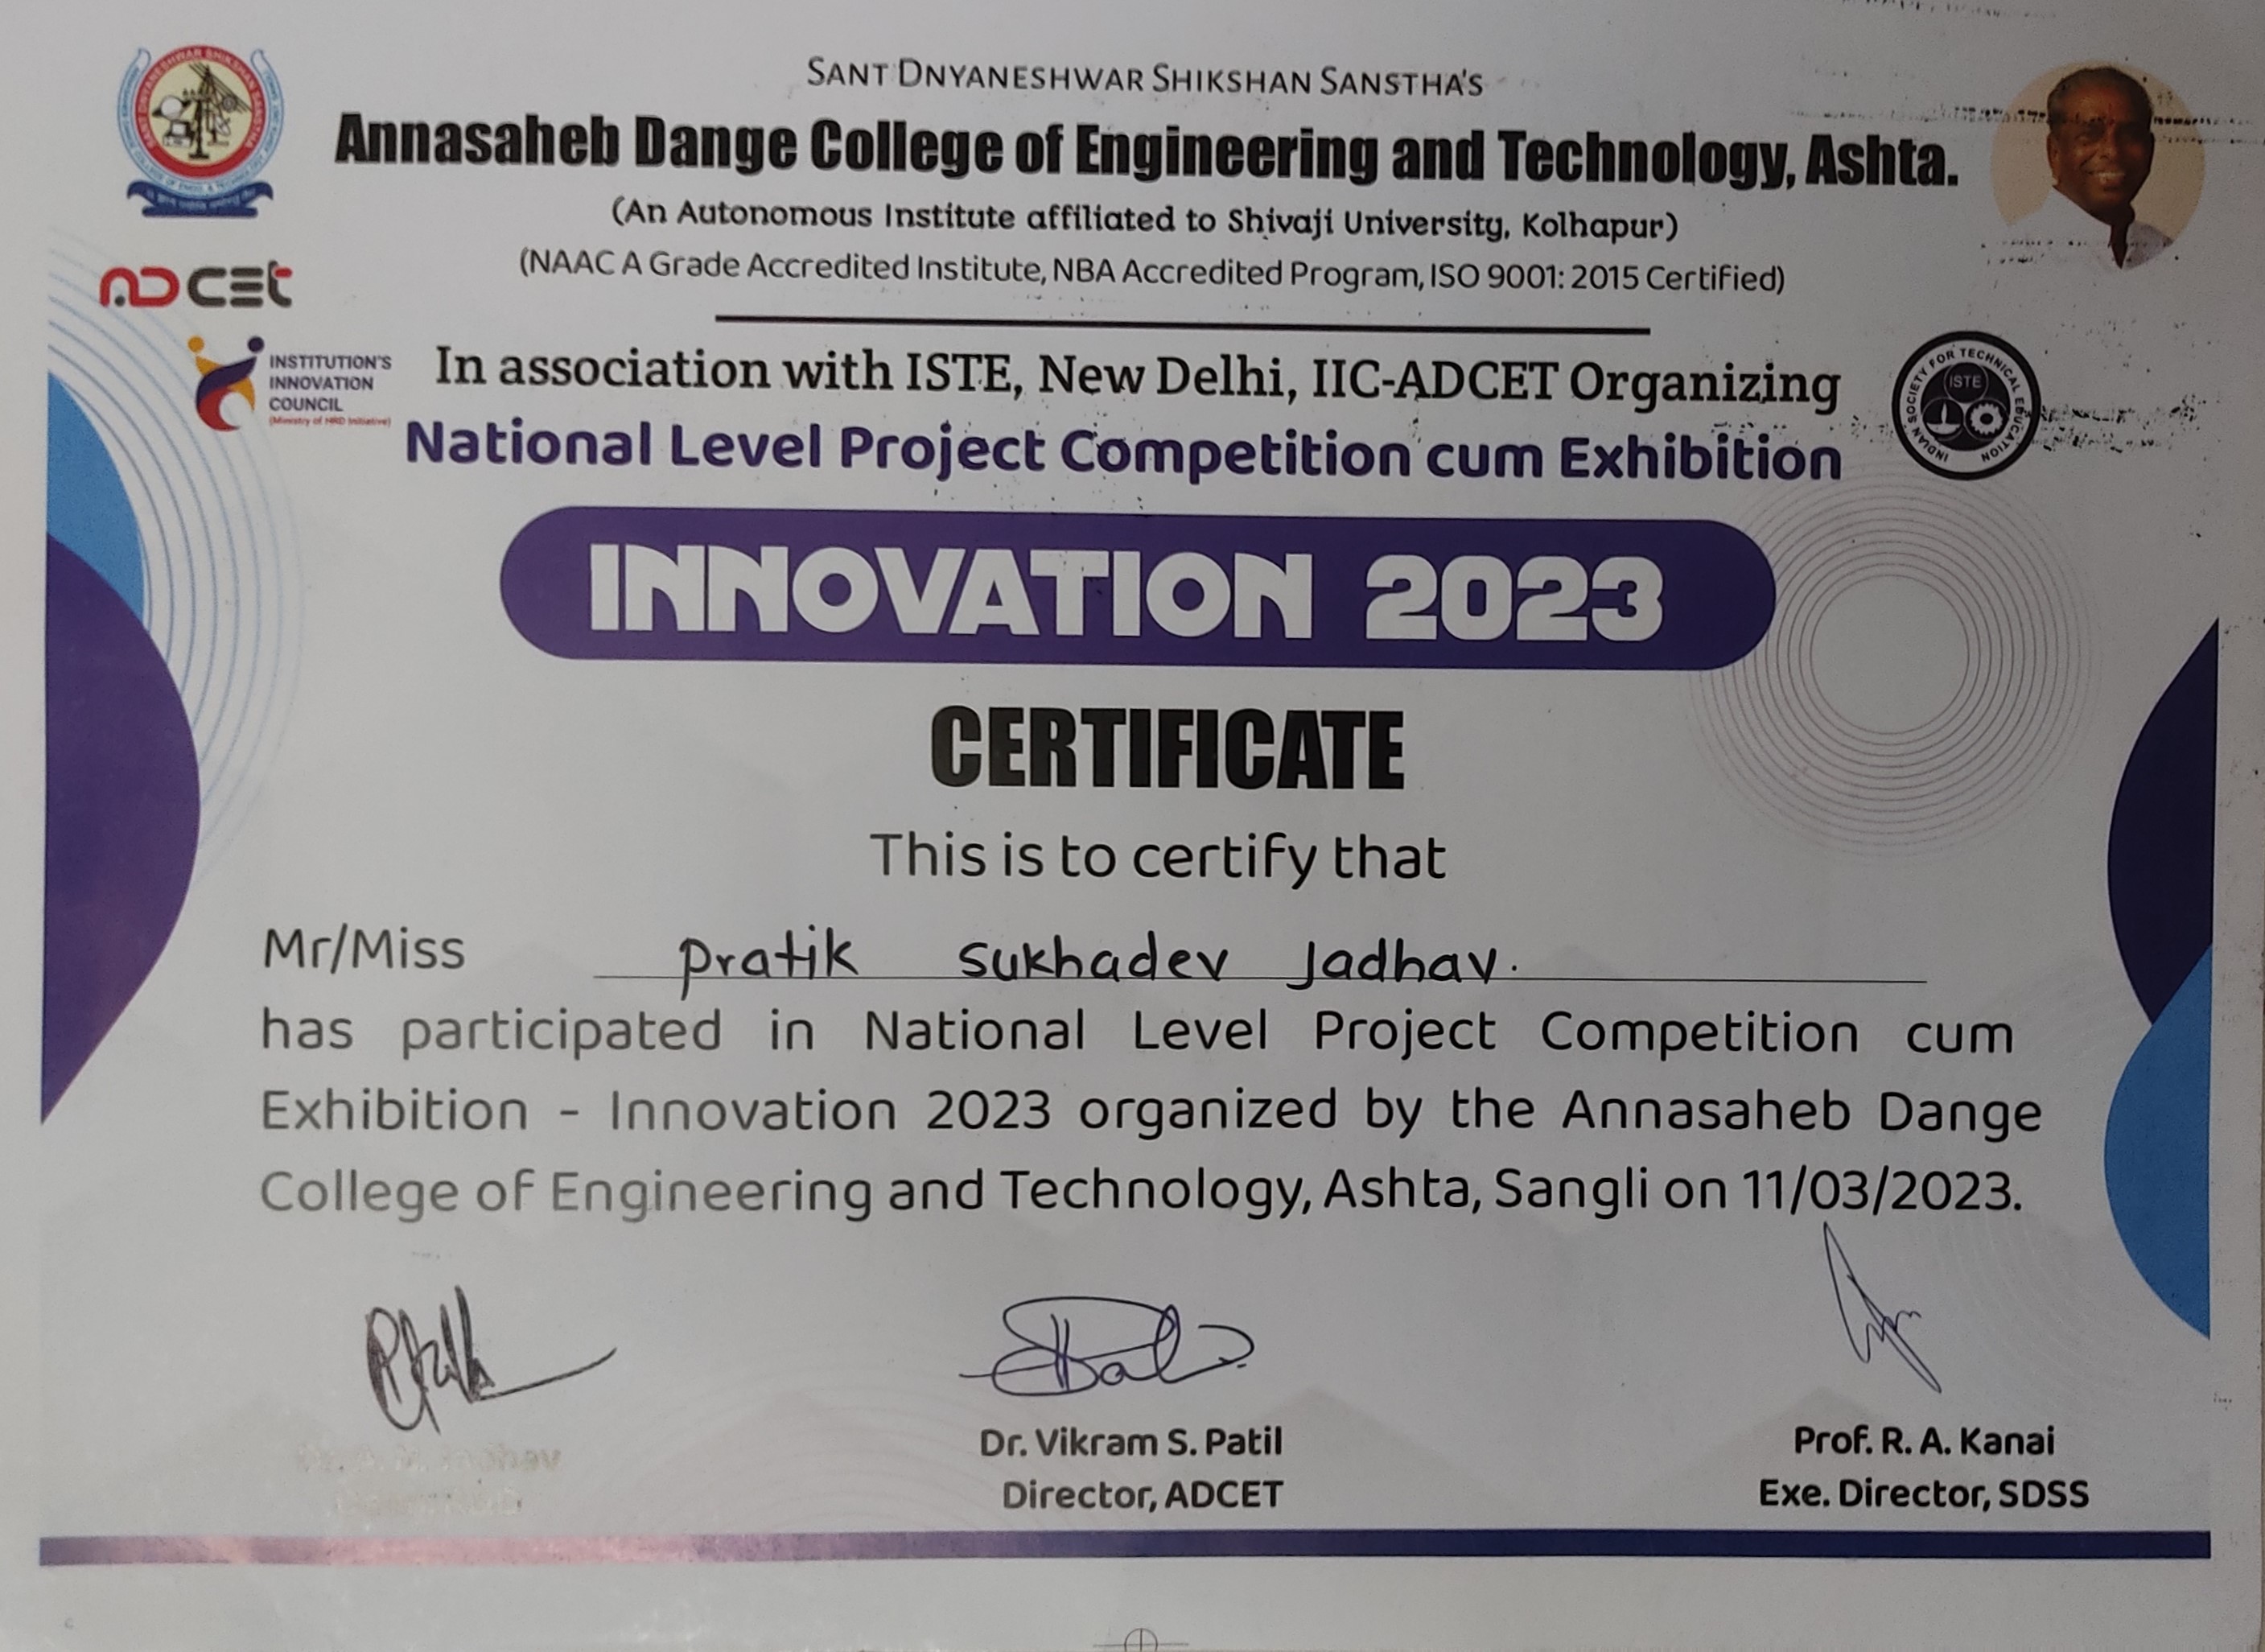 SANT DNYANESHWAR SHIKSHAN SANSTHA'S
Annasaheb Dange College of Engineering and Technology, Ashta.
(An Autonomous Institute affiliated to Shivaji University, Kolhapur)
(NAAC A Grade Accredited Institute, NBA Accredited Program, ISO 9001: 2015 Certified)
ADCET
INSTITUTION'S
INNOVATION
COUNCIL
(Ministry of HRD Initiative)
In association with ISTE, New Delhi, IIC-ADCET Organizing
National Level Project Competition cum Exhibition
INDIAN SOCIETY FOR TECHNICAL EDUCATION
ISTE
INNOVATION 2023
CERTIFICATE
This is to certify that
Mr/Miss Pratik Sukhadev Jadhav.
has participated in National Level Project Competition cum
Exhibition - Innovation 2023 organized by the Annasaheb Dange
College of Engineering and Technology, Ashta, Sangli on 11/03/2023.
Dr. Vikram S. Patil
Director, ADCET
Prof. R. A. Kanai
Exe. Director, SDSS